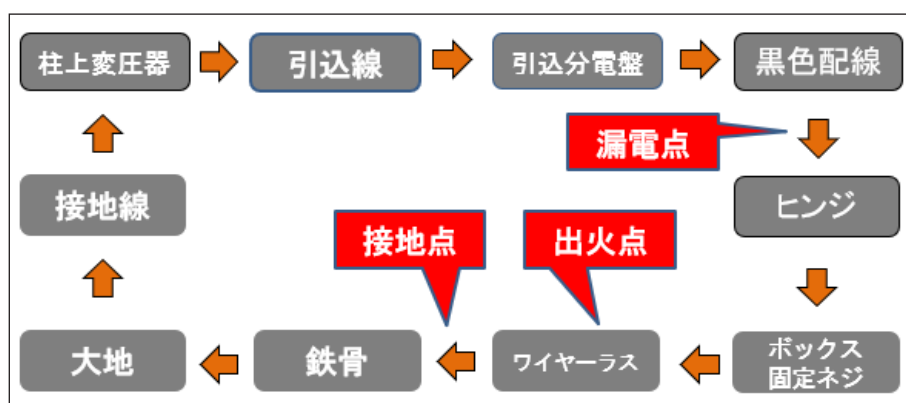 柱上変圧器
引込線
引込分電盤
黒色配線
漏電点
接地線
ヒンジ
接地点
出火点
大地
鉄骨
ワイヤーラス
ボックス
固定ネジ